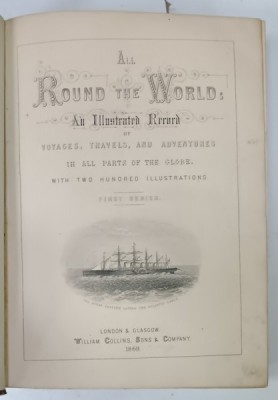 All
Round the World:
An Illustrated Record
of
Voyages, Travels, and Adventures
in all parts of the Globe.
With Two Hundred Illustrations.
First Series.
London & Glasgow:
William Collins, Sons & Company.